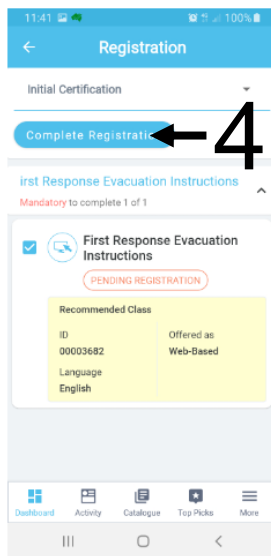 11:41 100%
Registration
Initial Certification
Complete Registratio
4
irst Response Evacuation Instructions
Mandatory to complete 1 of 1
First Response Evacuation
Instructions
PENDING REGISTRATION
Recommended Class
ID Offered as
00003682 Web-Based
Language
English
Dashboard Activity Catalogue Top Picks More